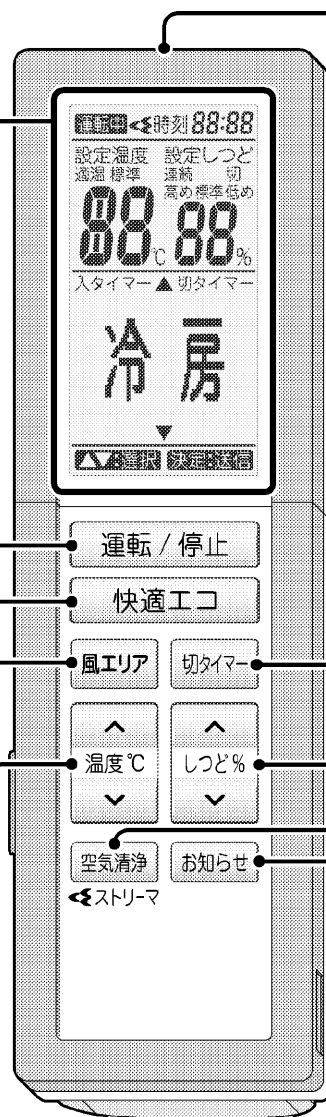 運転中 時刻 88:88
設定温度 設定しつど
適温 標準 連続 切
高め 標準 低め
88℃ 88%
入タイマー ▲ 切タイマー
冷房
▼
▲▼:選択 決定:送信
運転 / 停止
快適エコ
風エリア 切タイマー
温度℃ しつど%
空気清浄 お知らせ
ストリーマ